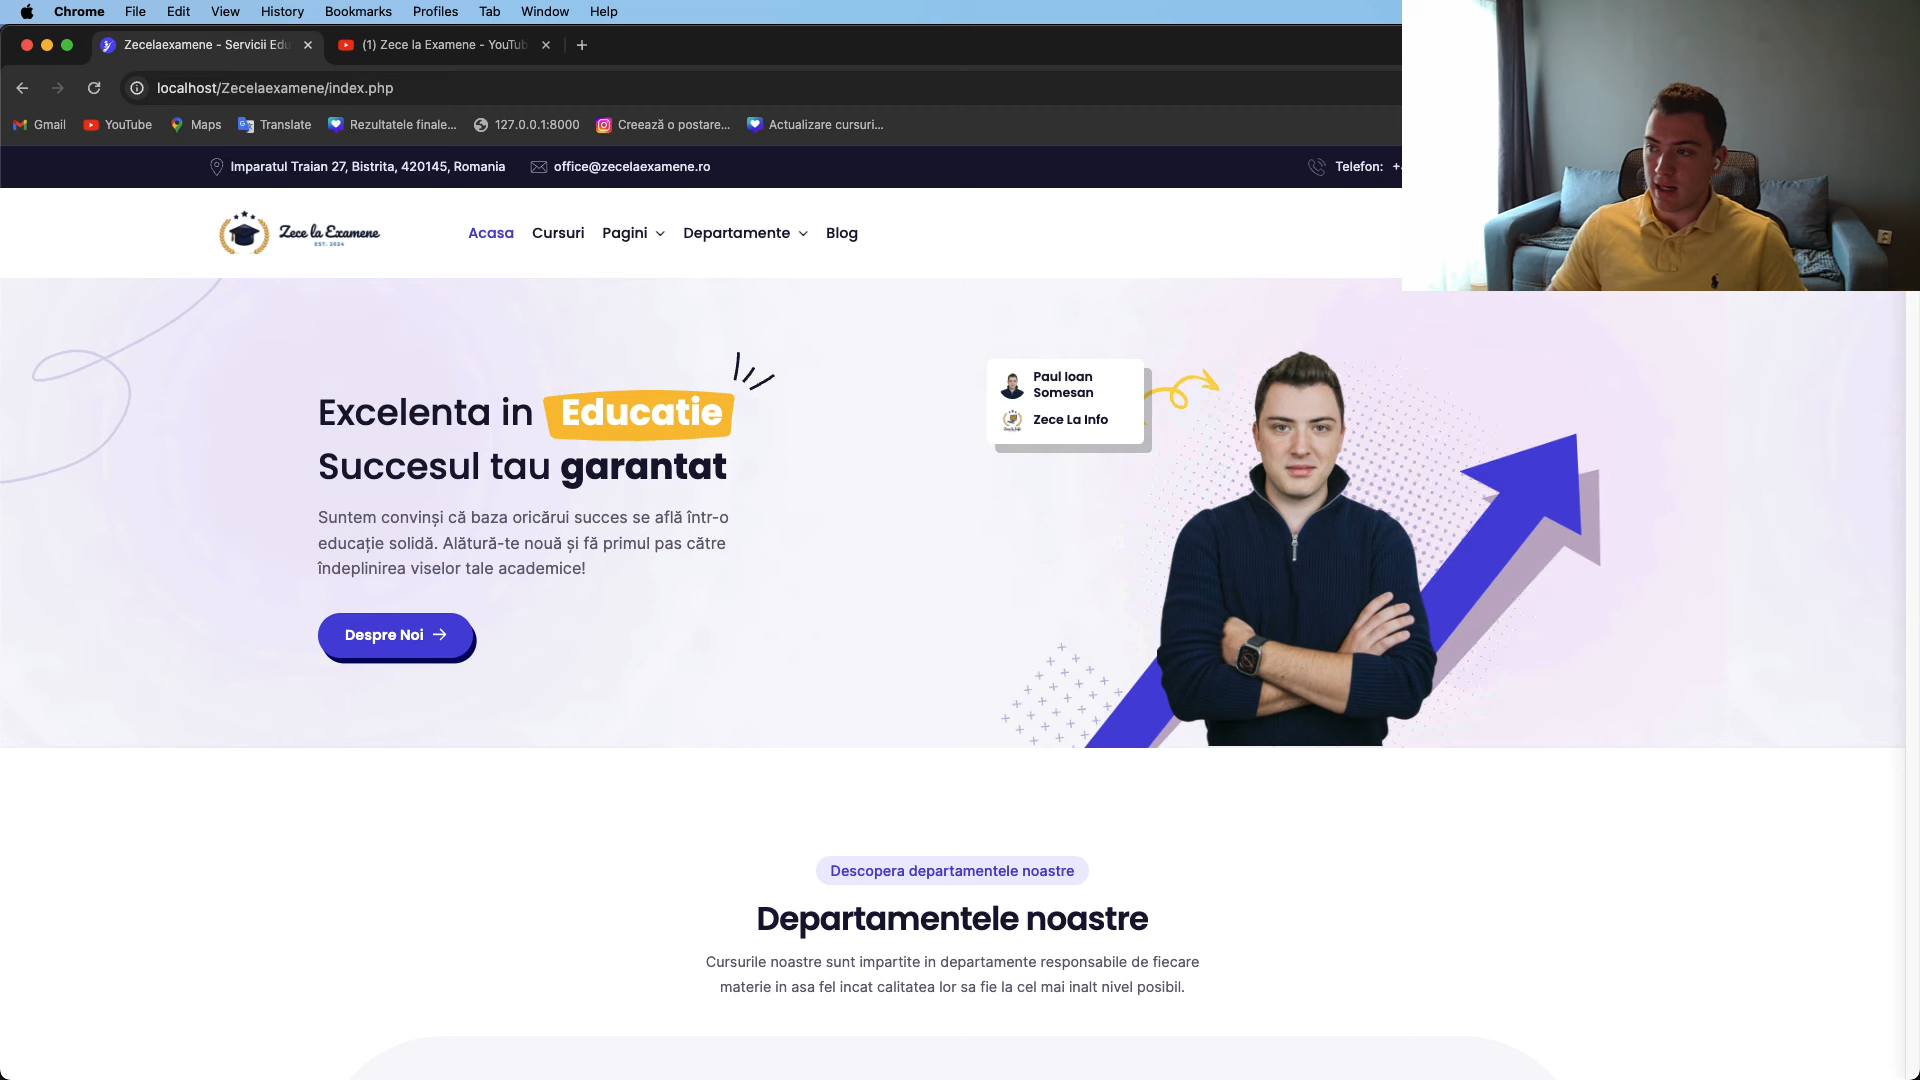 Chrome File Edit View History Bookmarks Profiles Tab Window Help
Zecelaexamene - Servicii Edu
(1) Zece la Examene - YouTub
localhost/Zecelaexamene/index.php
Gmail YouTube Maps Translate Rezultatele finale... 127.0.0.1:8000 Creează o postare... Actualizare cursuri...
Imparatul Traian 27, Bistrita, 420145, Romania office@zecelaexamene.ro Telefon:
Zece la Examene
EST. 2024
Acasa Cursuri Pagini Departamente Blog
Excelenta in Educatie
Succesul tau garantat
Suntem convinși că baza oricărui succes se află într-o
educație solidă. Alătură-te nouă și fă primul pas către
îndeplinirea viselor tale academice!
Despre Noi
Paul Ioan
Somesan
Zece La Info
Descopera departamentele noastre
Departamentele noastre
Cursurile noastre sunt impartite in departamente responsabile de fiecare
materie in asa fel incat calitatea lor sa fie la cel mai inalt nivel posibil.